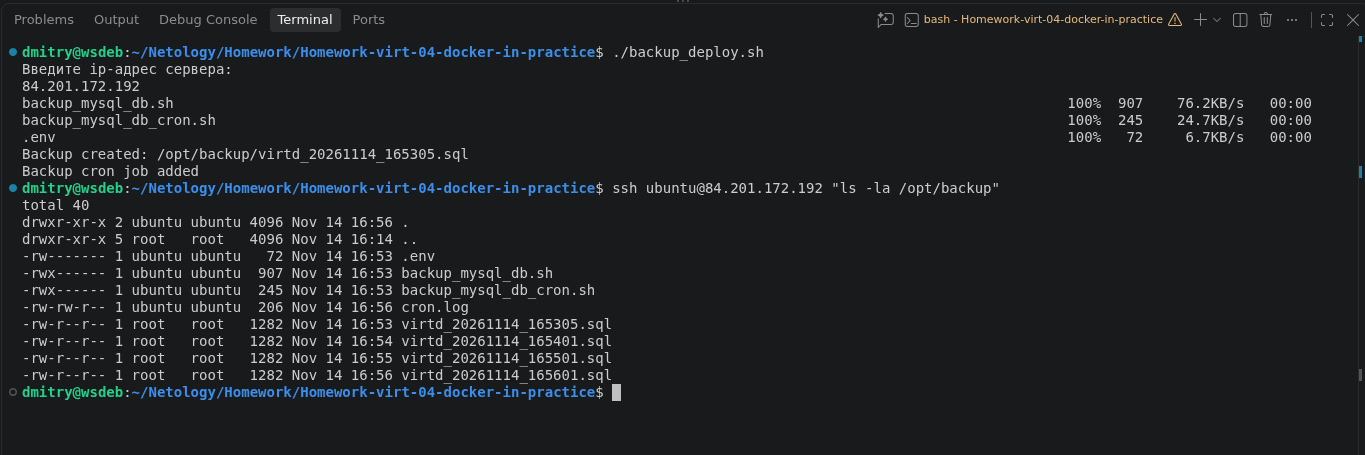 Problems Output Debug Console Terminal Ports bash - Homework-virt-04-docker-in-practice
dmitry@wsdeb:~/Netology/Homework/Homework-virt-04-docker-in-practice$ ./backup_deploy.sh
Введите ip-адрес сервера:
84.201.172.192
backup_mysql_db.sh 100% 907 76.2KB/s 00:00
backup_mysql_db_cron.sh 100% 245 24.7KB/s 00:00
.env 100% 72 6.7KB/s 00:00
Backup created: /opt/backup/virtd_20261114_165305.sql
Backup cron job added
dmitry@wsdeb:~/Netology/Homework/Homework-virt-04-docker-in-practice$ ssh ubuntu@84.201.172.192 "ls -la /opt/backup"
total 40
drwxr-xr-x 2 ubuntu ubuntu 4096 Nov 14 16:56 .
drwxr-xr-x 5 root   root   4096 Nov 14 16:14 ..
-rw------- 1 ubuntu ubuntu   72 Nov 14 16:53 .env
-rwx------ 1 ubuntu ubuntu  907 Nov 14 16:53 backup_mysql_db.sh
-rwx------ 1 ubuntu ubuntu  245 Nov 14 16:53 backup_mysql_db_cron.sh
-rw-rw-r-- 1 ubuntu ubuntu  206 Nov 14 16:56 cron.log
-rw-r--r-- 1 root   root   1282 Nov 14 16:53 virtd_20261114_165305.sql
-rw-r--r-- 1 root   root   1282 Nov 14 16:54 virtd_20261114_165401.sql
-rw-r--r-- 1 root   root   1282 Nov 14 16:55 virtd_20261114_165501.sql
-rw-r--r-- 1 root   root   1282 Nov 14 16:56 virtd_20261114_165601.sql
dmitry@wsdeb:~/Netology/Homework/Homework-virt-04-docker-in-practice$